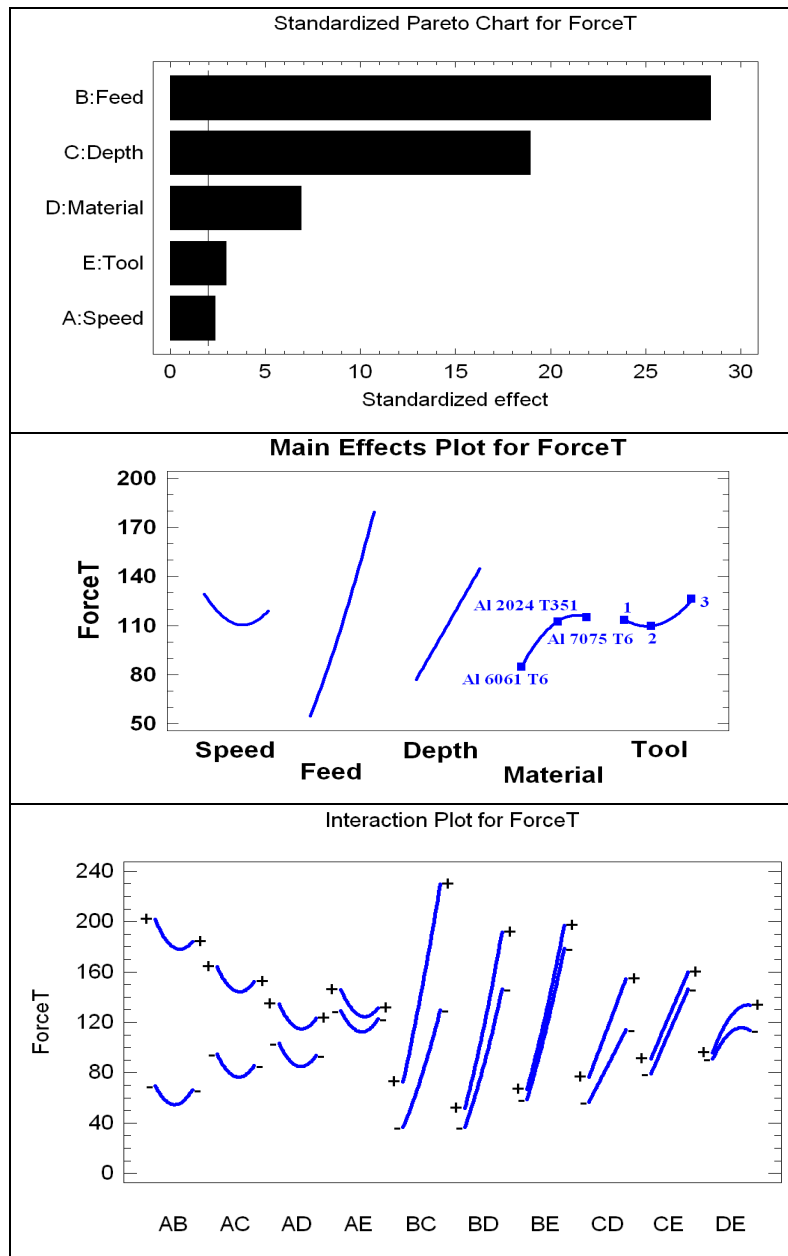 Standardized Pareto Chart for ForceT
B:Feed
C:Depth
D:Material
E:Tool
A:Speed
0 5 10 15 20 25 30
Standardized effect
Main Effects Plot for ForceT
ForceT
200
170
140
110
80
50
Al 2024 T351
Al 7075 T6
Al 6061 T6
1
2
3
Speed
Feed
Depth
Material
Tool
Interaction Plot for ForceT
ForceT
240
200
160
120
80
40
0
+ + + + + + + + + + + + + + + + + + + +
- - - - - - - - - - - - - - - - - - - -
AB AC AD AE BC BD BE CD CE DE